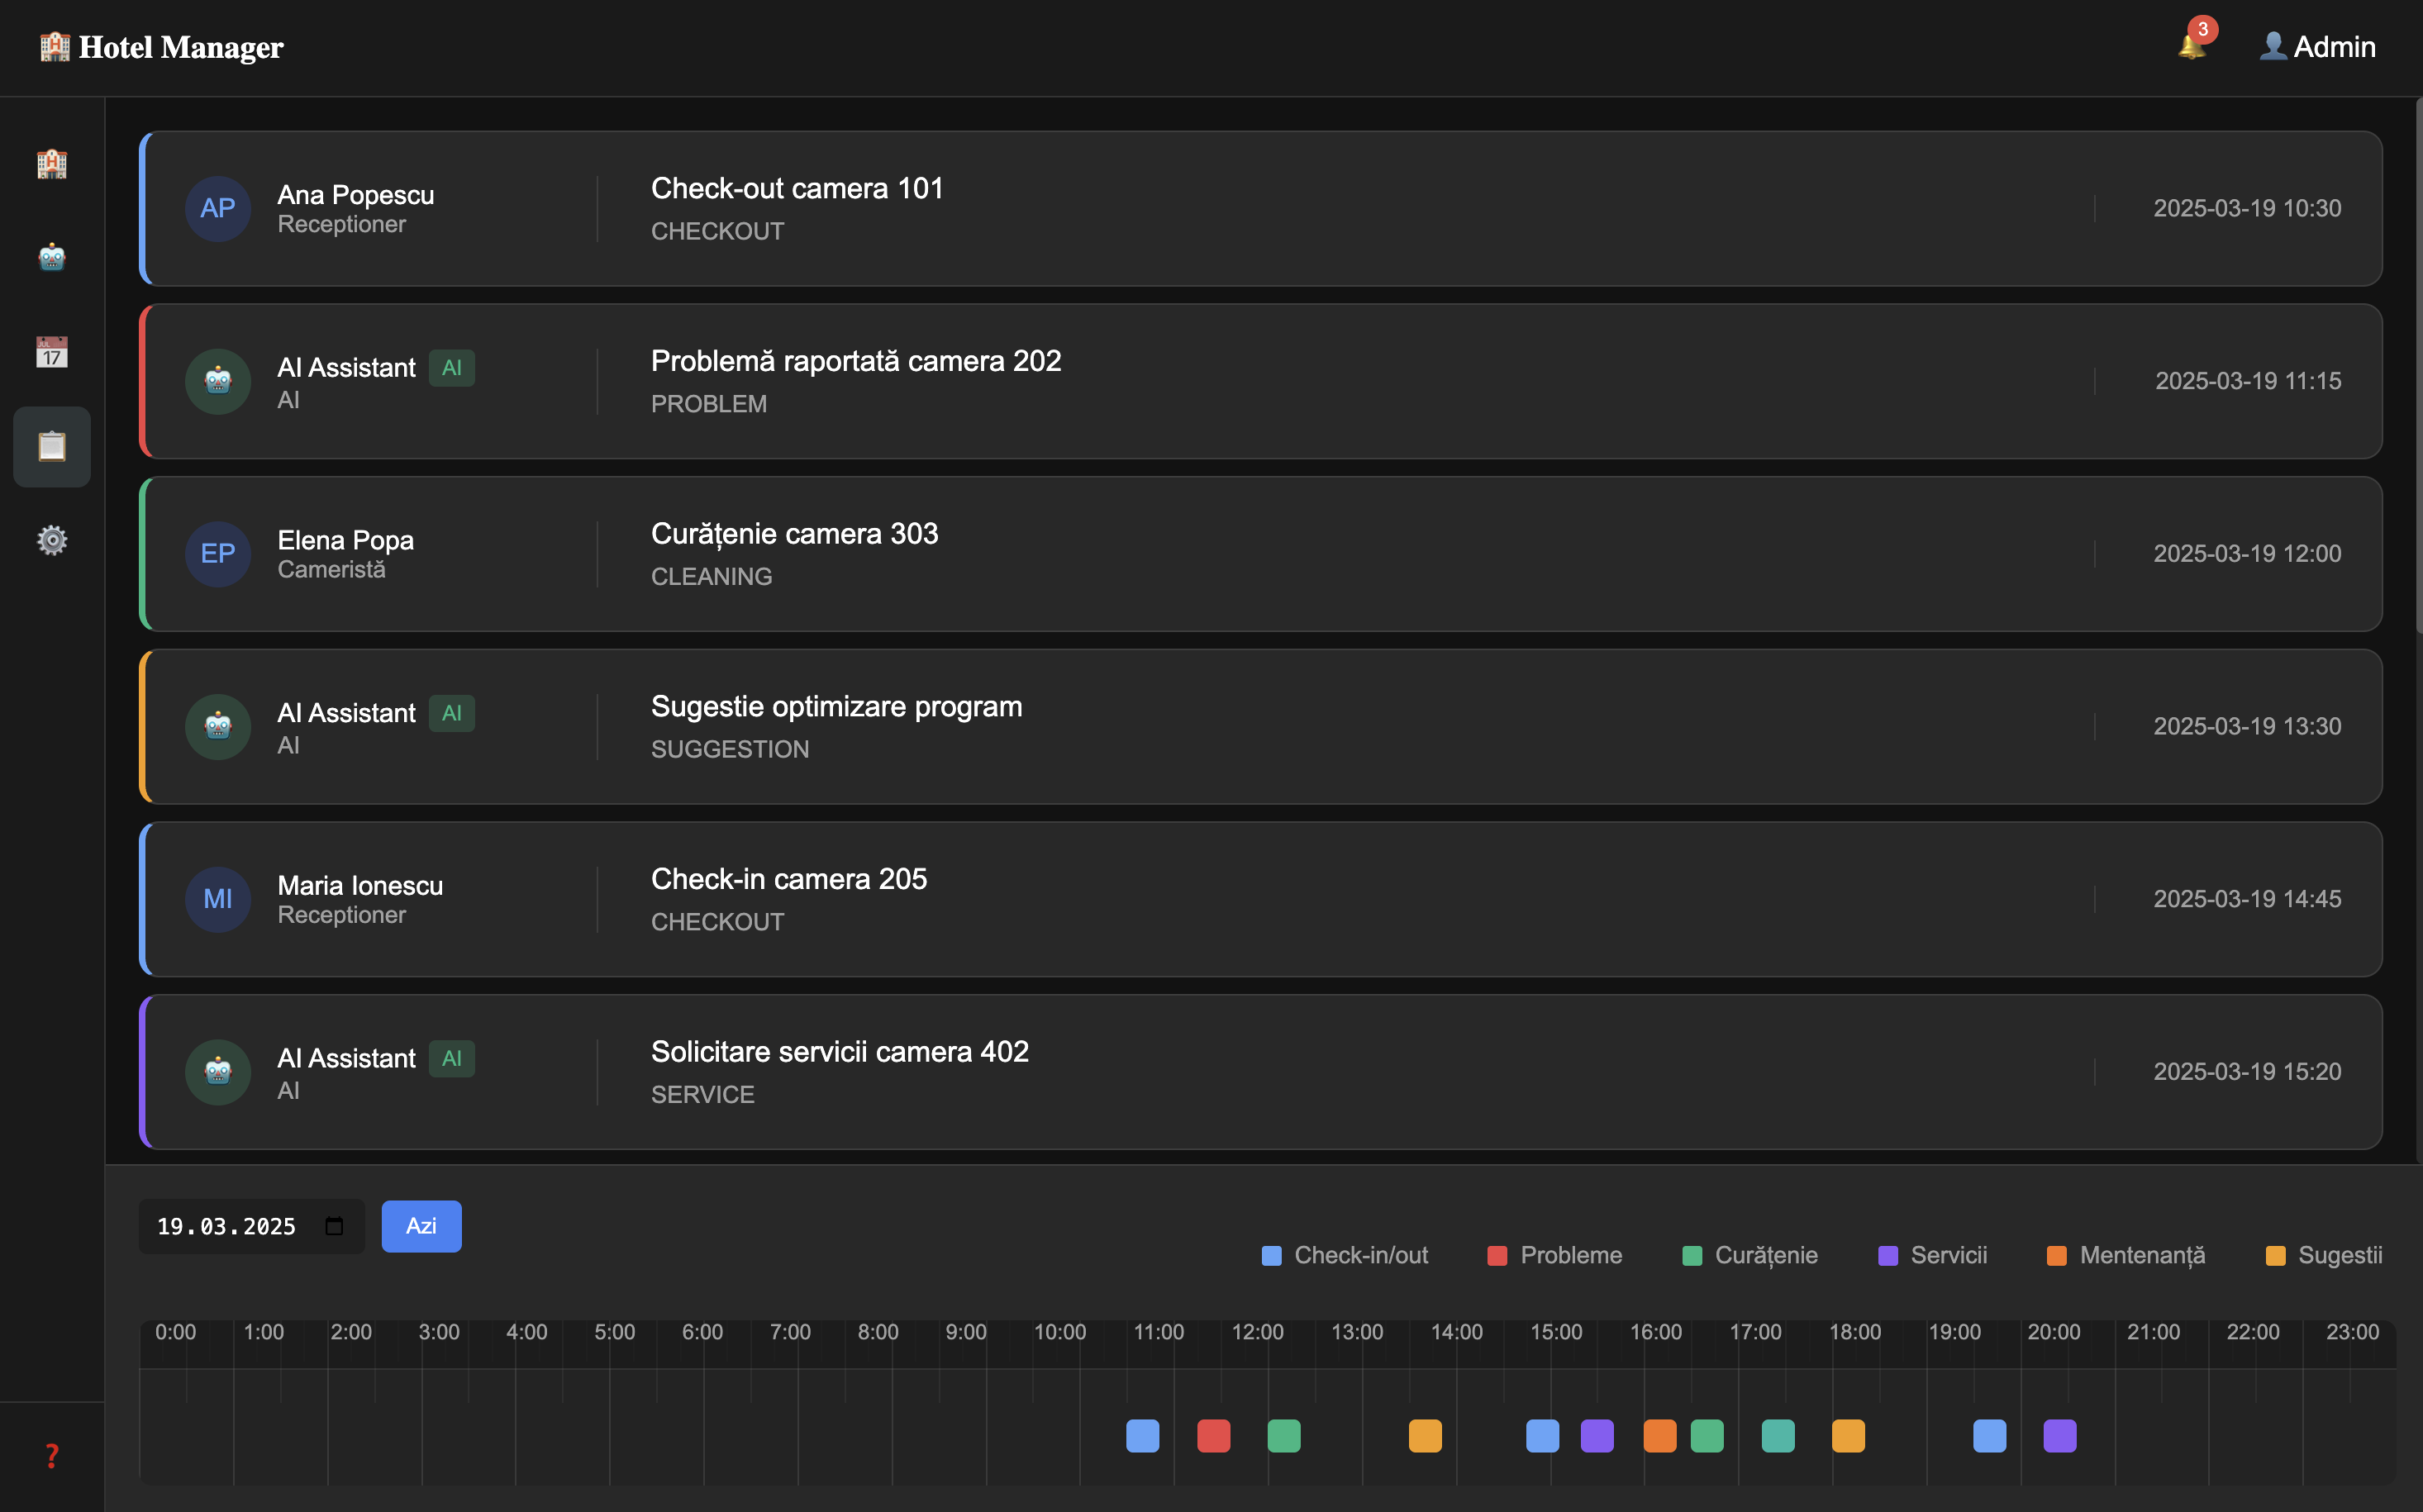 🏨 Hotel Manager
3
Admin
Ana Popescu
Receptioner
AP
Check-out camera 101
CHECKOUT
2025-03-19 10:30
AI Assistant AI
AI
Problemă raportată camera 202
PROBLEM
2025-03-19 11:15
JUL
17
EP
Elena Popa
Cameristă
Curățenie camera 303
CLEANING
2025-03-19 12:00
AI Assistant AI
AI
Sugestie optimizare program
SUGGESTION
2025-03-19 13:30
MI
Maria Ionescu
Receptioner
Check-in camera 205
CHECKOUT
2025-03-19 14:45
AI Assistant AI
AI
Solicitare servicii camera 402
SERVICE
2025-03-19 15:20
19.03.2025 Azi
Check-in/out Probleme Curățenie Servicii Mentenanță Sugestii
0:00 1:00 2:00 3:00 4:00 5:00 6:00 7:00 8:00 9:00 10:00 11:00 12:00 13:00 14:00 15:00 16:00 17:00 18:00 19:00 20:00 21:00 22:00 23:00
?